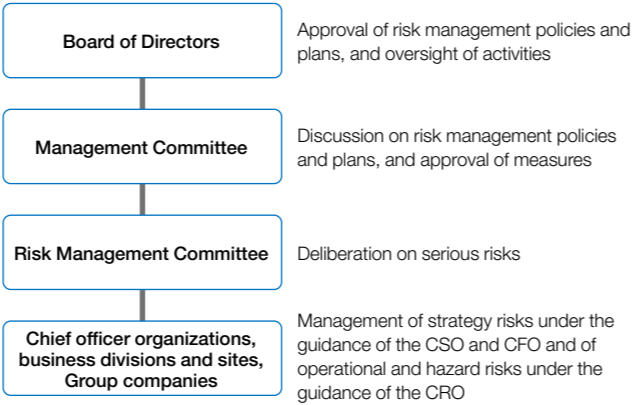 Board of Directors
Approval of risk management policies and
plans, and oversight of activities
Management Committee
Discussion on risk management policies
and plans, and approval of measures
Risk Management Committee
Deliberation on serious risks
Chief officer organizations,
business divisions and sites,
Group companies
Management of strategy risks under the
guidance of the CSO and CFO and of
operational and hazard risks under the
guidance of the CRO